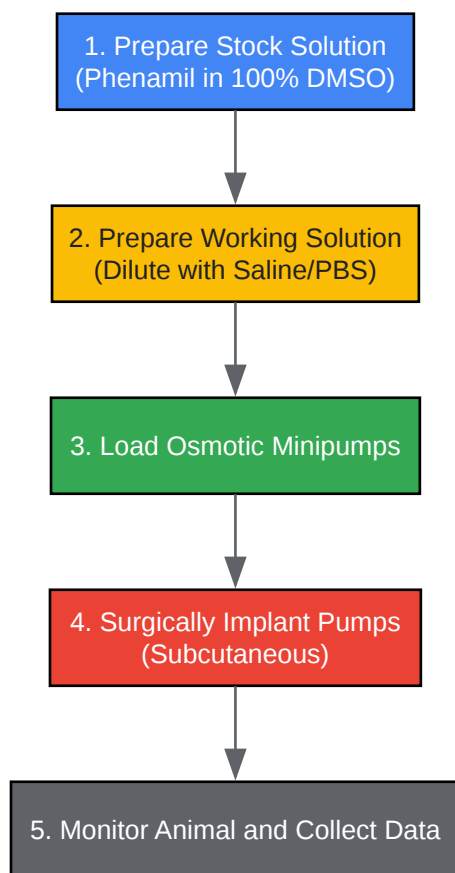 1. Prepare Stock Solution
(Phenamil in 100% DMSO)
2. Prepare Working Solution
(Dilute with Saline/PBS)
3. Load Osmotic Minipumps
4. Surgically Implant Pumps
(Subcutaneous)
5. Monitor Animal and Collect Data